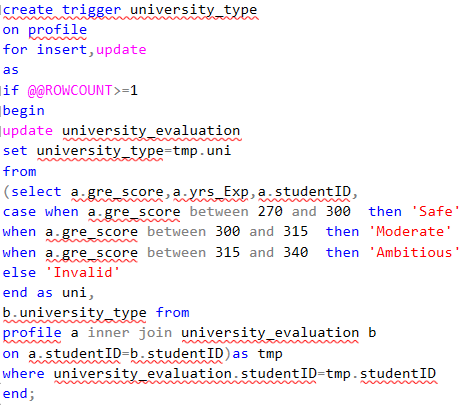 create trigger university_type
on profile
for insert,update
as
if @@ROWCOUNT>=1
begin
update university_evaluation
set university_type=tmp.uni
from
(select a.gre_score,a.yrs_Exp,a.studentID,
case when a.gre_score between 270 and 300  then 'Safe'
when a.gre_score between 300 and 315  then 'Moderate'
when a.gre_score between 315 and 340  then 'Ambitious'
else 'Invalid'
end as uni,
b.university_type from
profile a inner join university_evaluation b
on a.studentID=b.studentID)as tmp
where university_evaluation.studentID=tmp.studentID
end;